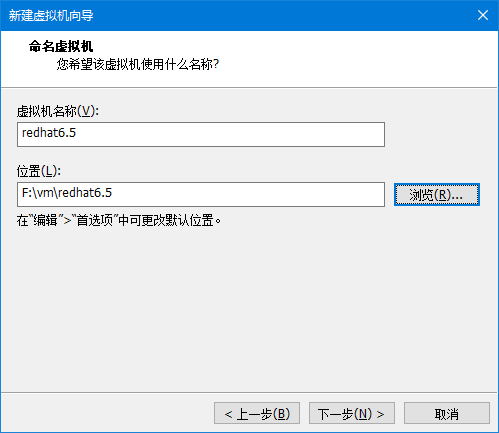 新建虚拟机向导
命名虚拟机
您希望该虚拟机使用什么名称?
虚拟机名称(V):
redhat6.5
位置(L):
F:\vm\redhat6.5
浏览(R)...
在“编辑”>“首选项”中可更改默认位置。
< 上一步(B)
下一步(N) >
取消